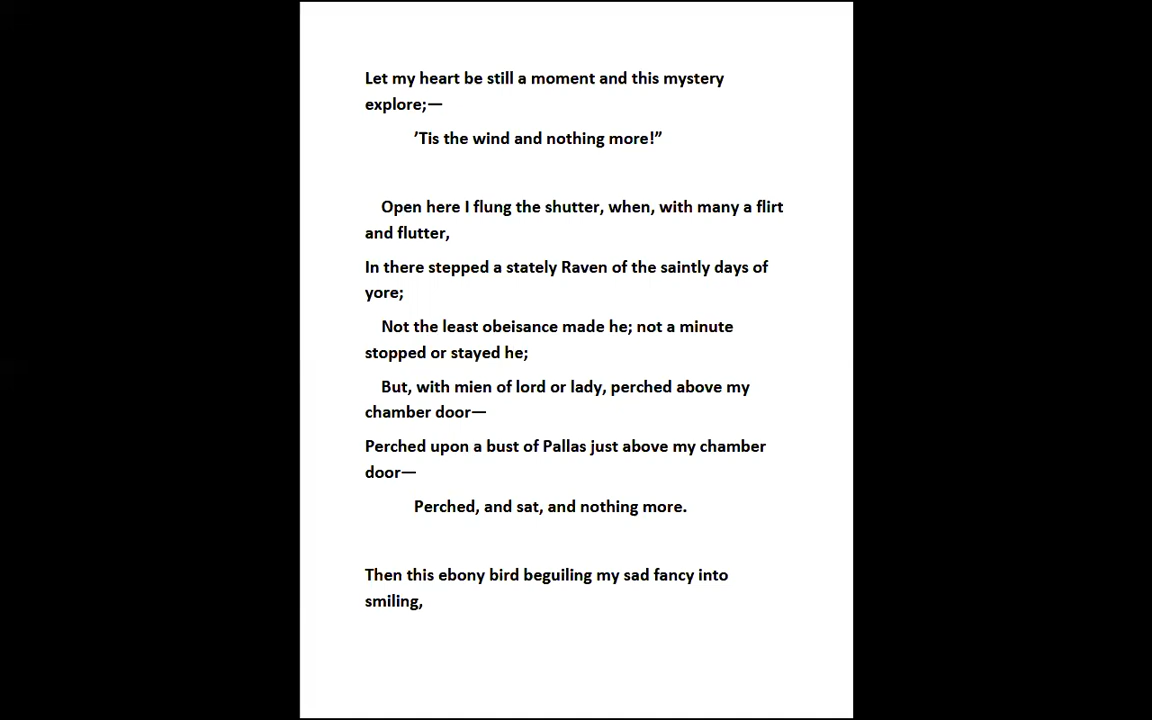 Let my heart be still a moment and this mystery
explore;—
’Tis the wind and nothing more!”
Open here I flung the shutter, when, with many a flirt
and flutter,
In there stepped a stately Raven of the saintly days of
yore;
Not the least obeisance made he; not a minute
stopped or stayed he;
But, with mien of lord or lady, perched above my
chamber door—
Perched upon a bust of Pallas just above my chamber
door—
Perched, and sat, and nothing more.
Then this ebony bird beguiling my sad fancy into
smiling,